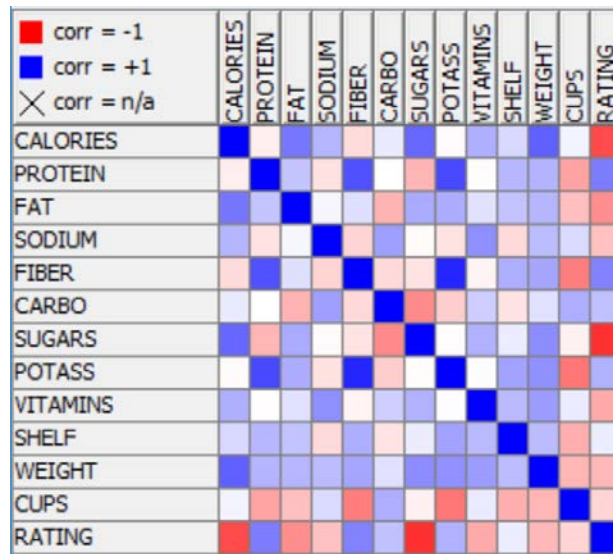 corr = -1
corr = +1
corr = n/a
CALORIES
PROTEIN
FAT
SODIUM
FIBER
CARBO
SUGARS
POTASS
VITAMINS
SHELF
WEIGHT
CUPS
RATING
CALORIES
PROTEIN
FAT
SODIUM
FIBER
CARBO
SUGARS
POTASS
VITAMINS
SHELF
WEIGHT
CUPS
RATING